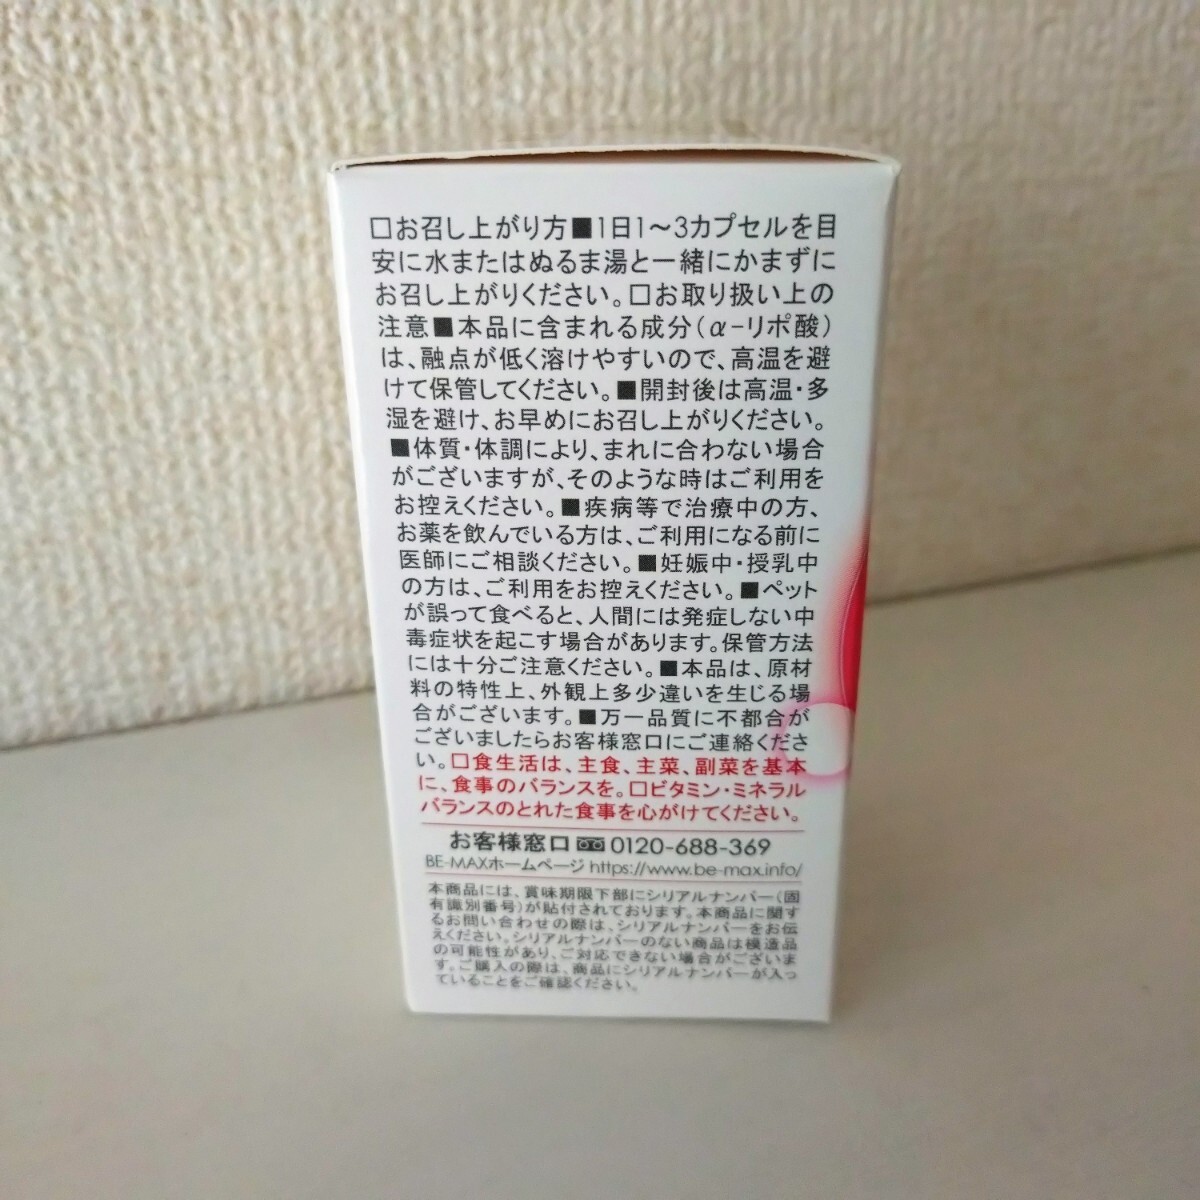 □お召し上がり方■1日1〜3カプセルを目
安に水またはぬるま湯と一緒にかまずに
お召し上がりください。□お取り扱い上の
注意■本品に含まれる成分(α-リポ酸)
は、融点が低く溶けやすいので、高温を避
けて保管してください。■開封後は高温・多
湿を避け、お早めにお召し上がりください。
■体質・体調により、まれに合わない場合
がございますが、そのような時はご利用を
お控えください。■疾病等で治療中の方、
お薬を飲んでいる方は、ご利用になる前に
医師にご相談ください。■妊娠中・授乳中
の方は、ご利用をお控えください。■ペット
が誤って食べると、人間には発症しない中
毒症状を起こす場合があります。保管方法
には十分ご注意ください。■本品は、原材
料の特性上、外観上多少違いを生じる場
合がございます。■万一品質に不都合が
ございましたらお客様窓口にご連絡くださ
い。□食生活は、主食、主菜、副菜を基本
に、食事のバランスを。□ビタミン・ミネラル
バランスのとれた食事を心がけてください。
お客様窓口 0120-688-369
BE-MAXホームページ https://www.be-max.info/
本商品には、賞味期限下部にシリアルナンバー(固
有識別番号)が貼付されております。本商品に関す
るお問い合わせの際は、シリアルナンバーをお伝
えください。シリアルナンバーのない商品は模造品
の可能性があり、ご対応できない場合がございま
す。ご購入の際は、商品にシリアルナンバーが入っ
ていることをご確認ください。